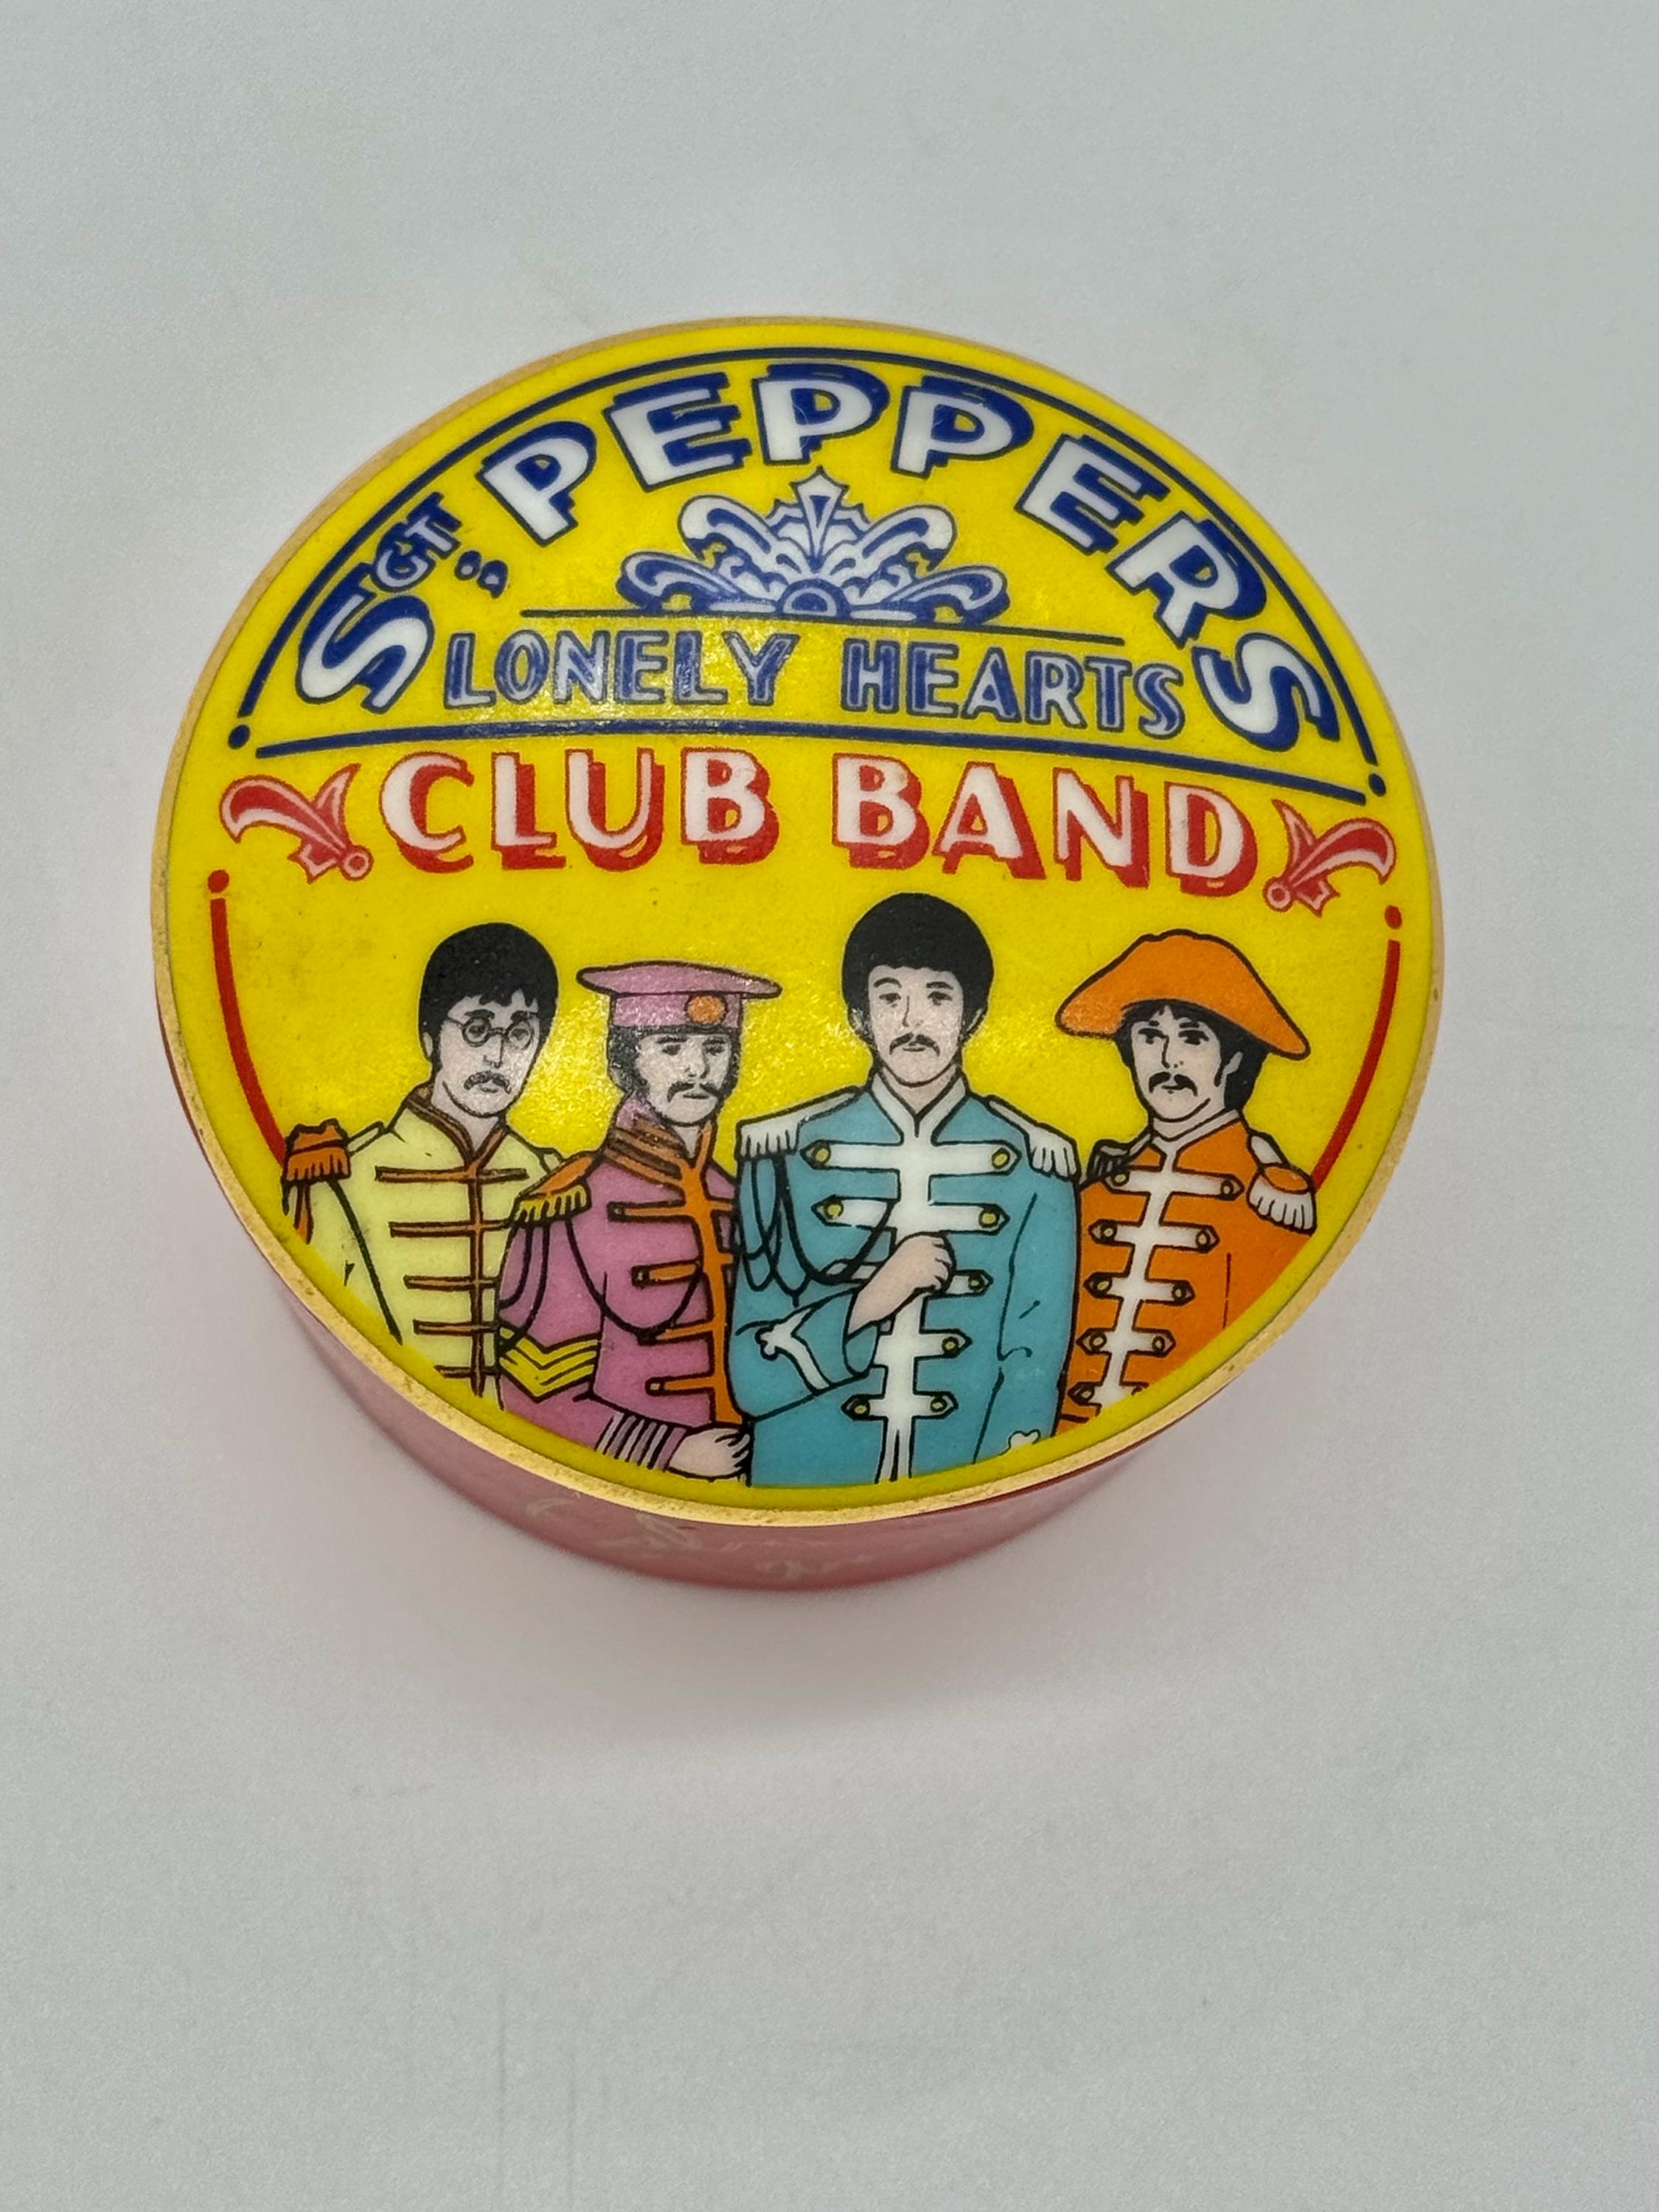 SGT. PEPPERS
LONELY HEARTS
CLUB BAND